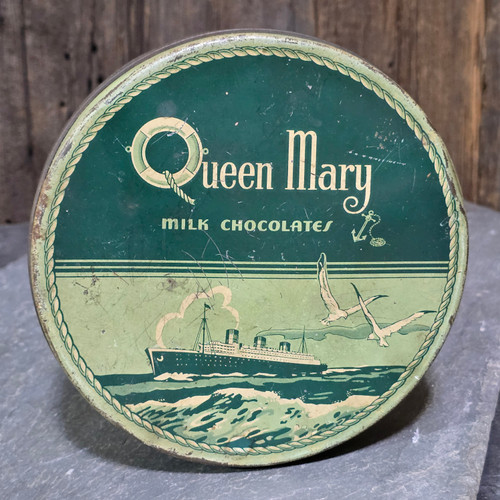 Queen Mary
MILK CHOCOLATES